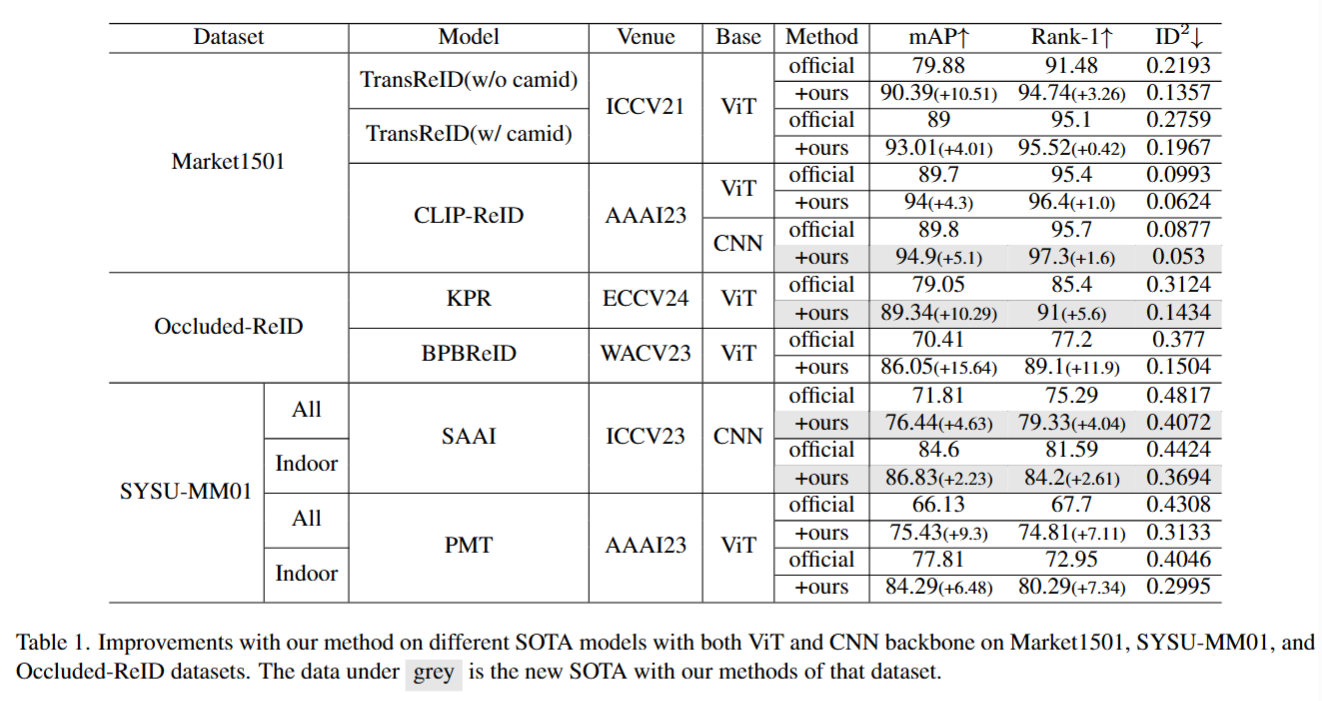 Dataset Model Venue Base Method mAP↑ Rank-1↑ ID²↓
Market1501 TransReID(w/o camid) ICCV21 ViT official 79.88 91.48 0.2193
+ours 90.39(+10.51) 94.74(+3.26) 0.1357
TransReID(w/ camid) official 89 95.1 0.2759
+ours 93.01(+4.01) 95.52(+0.42) 0.1967
CLIP-ReID AAAI23 ViT official 89.7 95.4 0.0993
+ours 94(+4.3) 96.4(+1.0) 0.0624
CNN official 89.8 95.7 0.0877
+ours 94.9(+5.1) 97.3(+1.6) 0.053
Occluded-ReID KPR ECCV24 ViT official 79.05 85.4 0.3124
+ours 89.34(+10.29) 91(+5.6) 0.1434
BPBReID WACV23 ViT official 70.41 77.2 0.377
+ours 86.05(+15.64) 89.1(+11.9) 0.1504
SYSU-MM01 All SAAI ICCV23 CNN official 71.81 75.29 0.4817
+ours 76.44(+4.63) 79.33(+4.04) 0.4072
Indoor official 84.6 81.59 0.4424
+ours 86.83(+2.23) 84.2(+2.61) 0.3694
All PMT AAAI23 ViT official 66.13 67.7 0.4308
+ours 75.43(+9.3) 74.81(+7.11) 0.3133
Indoor official 77.81 72.95 0.4046
+ours 84.29(+6.48) 80.29(+7.34) 0.2995
Table 1. Improvements with our method on different SOTA models with both ViT and CNN backbone on Market1501, SYSU-MM01, and
Occluded-ReID datasets. The data under grey is the new SOTA with our methods of that dataset.